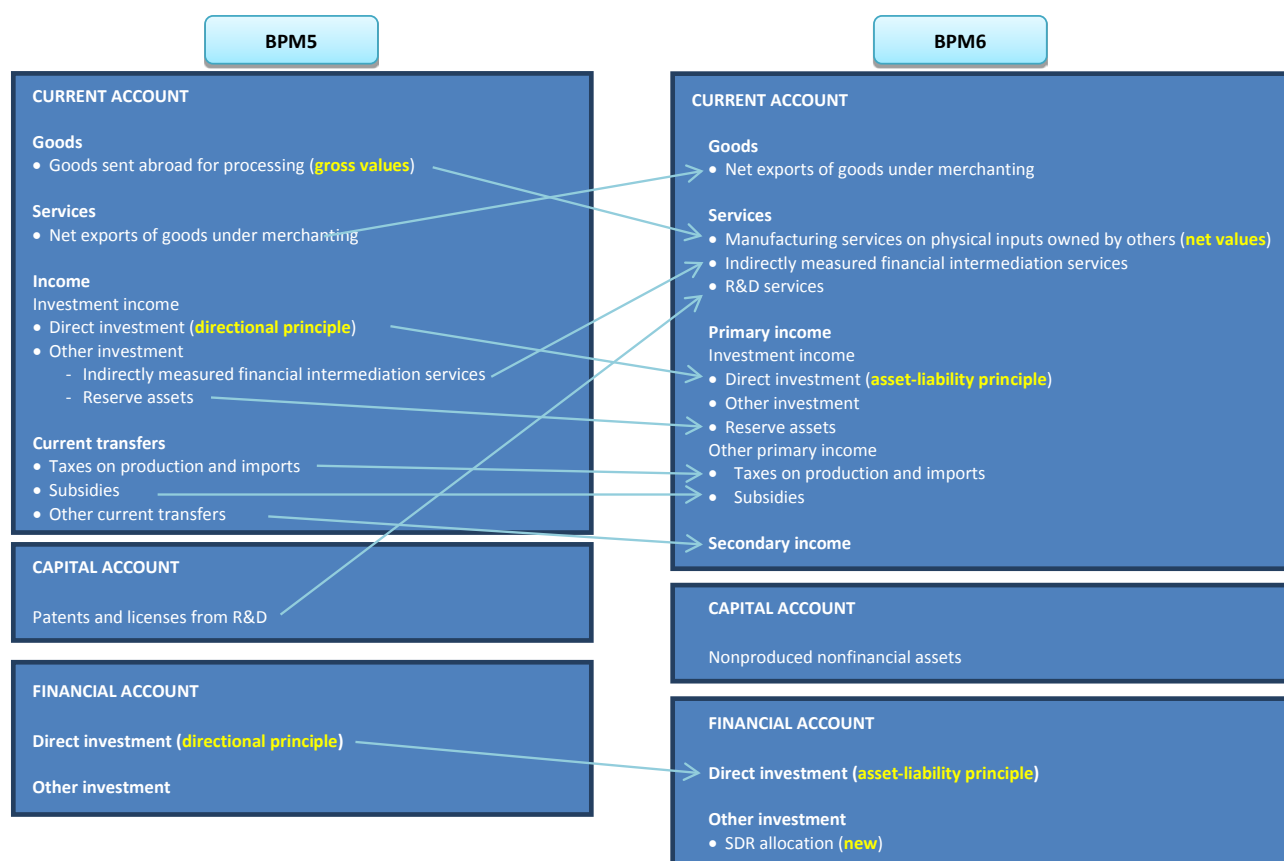 BPM5
CURRENT ACCOUNT
Goods
• Goods sent abroad for processing (gross values)
Services
• Net exports of goods under merchanting
Income
Investment income
• Direct investment (directional principle)
• Other investment
- Indirectly measured financial intermediation services
- Reserve assets
Current transfers
• Taxes on production and imports
• Subsidies
• Other current transfers
CAPITAL ACCOUNT
Patents and licenses from R&D
FINANCIAL ACCOUNT
Direct investment (directional principle)
Other investment
BPM6
CURRENT ACCOUNT
Goods
• Net exports of goods under merchanting
Services
• Manufacturing services on physical inputs owned by others (net values)
• Indirectly measured financial intermediation services
• R&D services
Primary income
Investment income
• Direct investment (asset-liability principle)
• Other investment
• Reserve assets
Other primary income
• Taxes on production and imports
• Subsidies
Secondary income
CAPITAL ACCOUNT
Nonproduced nonfinancial assets
FINANCIAL ACCOUNT
Direct investment (asset-liability principle)
Other investment
• SDR allocation (new)